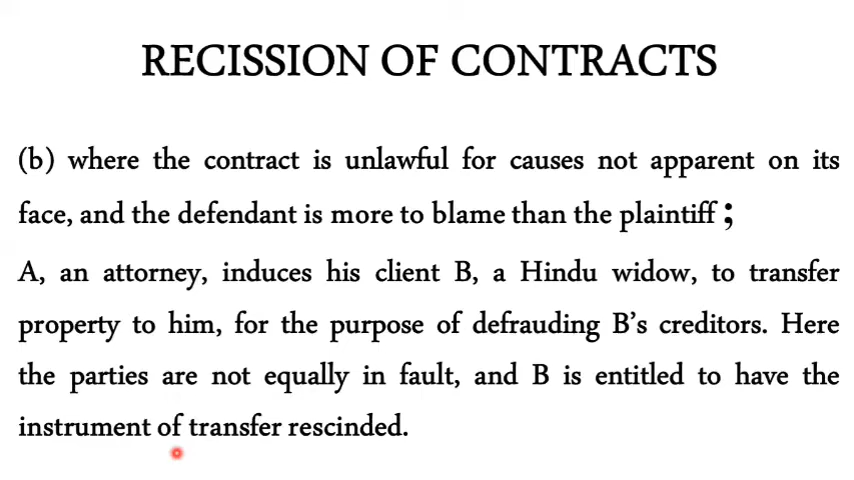 RECISSION OF CONTRACTS
(b) where the contract is unlawful for causes not apparent on its
face, and the defendant is more to blame than the plaintiff ;
A, an attorney, induces his client B, a Hindu widow, to transfer
property to him, for the purpose of defrauding B’s creditors. Here
the parties are not equally in fault, and B is entitled to have the
instrument of transfer rescinded.